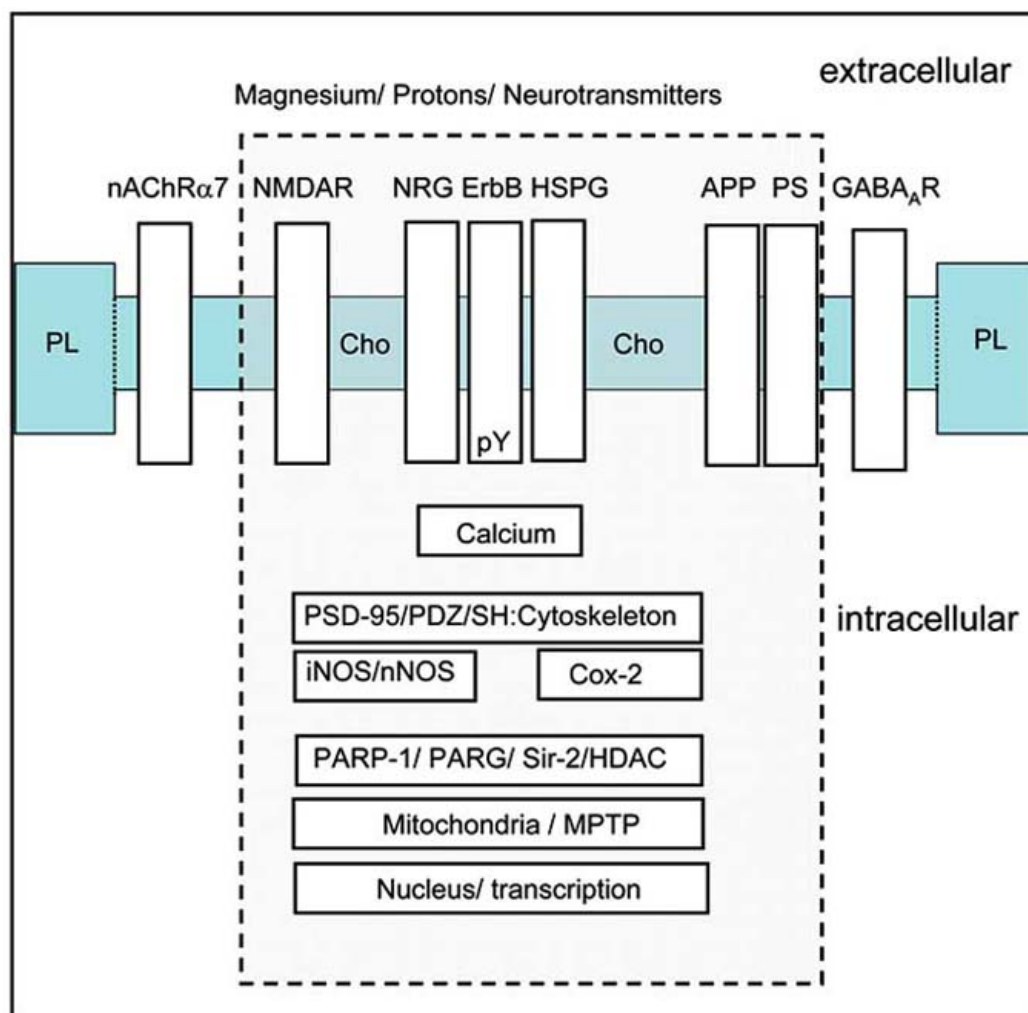 extracellular
Magnesium/ Protons/ Neurotransmitters
nAChRα7 NMDAR NRG ErbB HSPG APP PS GABA_AR
PL Cho Cho PL
pY
Calcium
PSD-95/PDZ/SH:Cytoskeleton
intracellular
iNOS/nNOS Cox-2
PARP-1/ PARG/ Sir-2/HDAC
Mitochondria / MPTP
Nucleus/ transcription